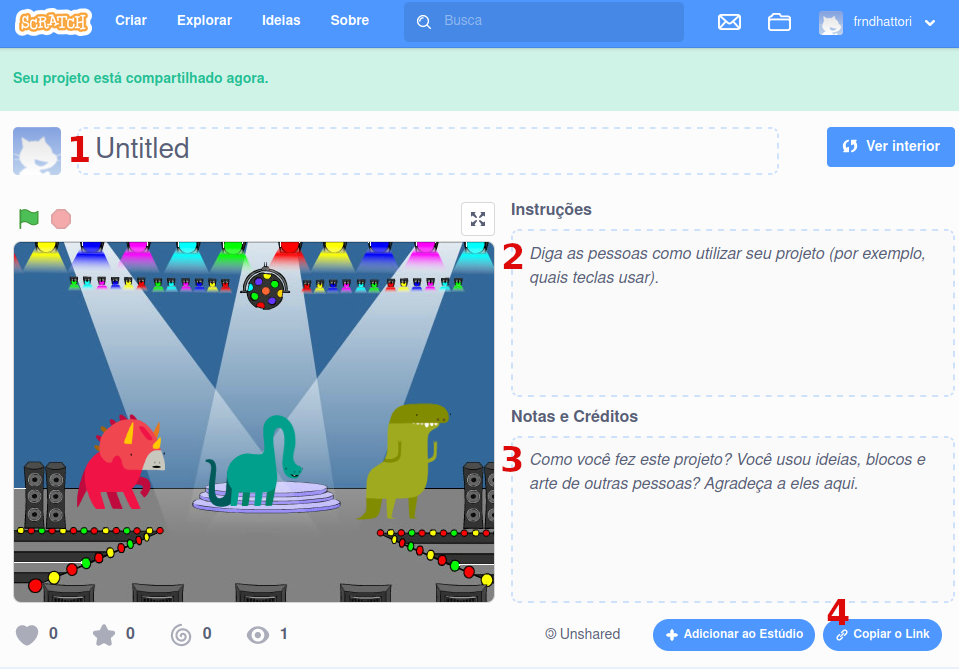 SCRATCH Criar Explorar Ideias Sobre Busca frndhattori
Seu projeto está compartilhado agora.
1 Untitled Ver interior
Instruções
2 Diga as pessoas como utilizar seu projeto (por exemplo,
quais teclas usar).
Notas e Créditos
3 Como você fez este projeto? Você usou ideias, blocos e
arte de outras pessoas? Agradeça a eles aqui.
4
0 0 0 1 Unshared Adicionar ao Estúdio Copiar o Link